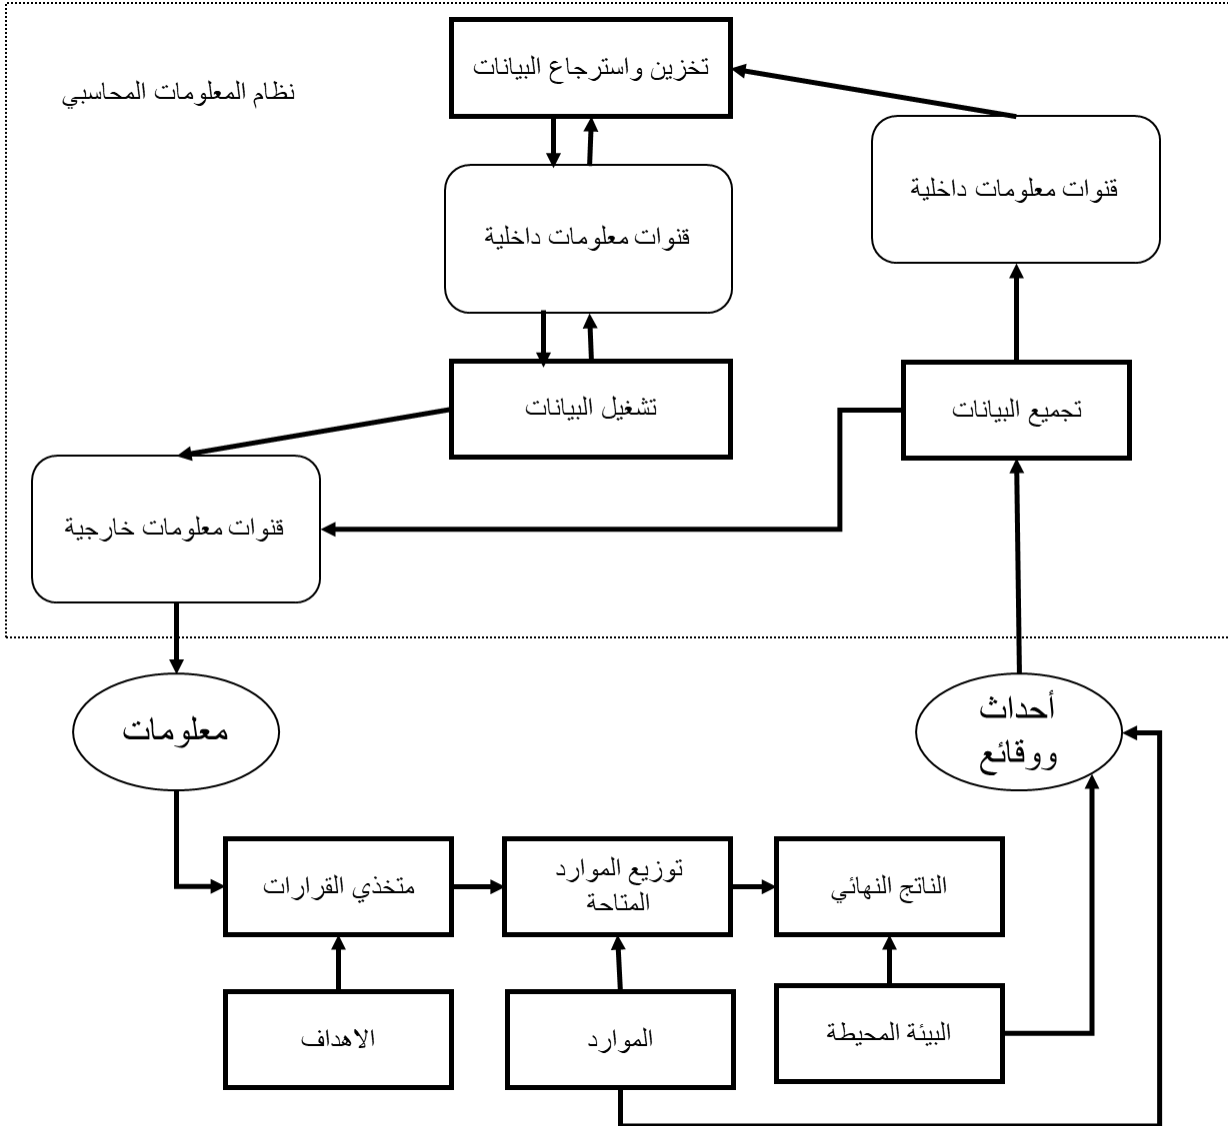 تخزين واسترجاع البيانات
نظام المعلومات المحاسبي
قنوات معلومات داخلية
قنوات معلومات داخلية
تجميع البيانات
تشغيل البيانات
قنوات معلومات خارجية
أحداث
ووقائع
معلومات
متخذي القرارات
توزيع الموارد
المتاحة
الناتج النهائي
الاهداف
الموارد
البيئة المحيطة